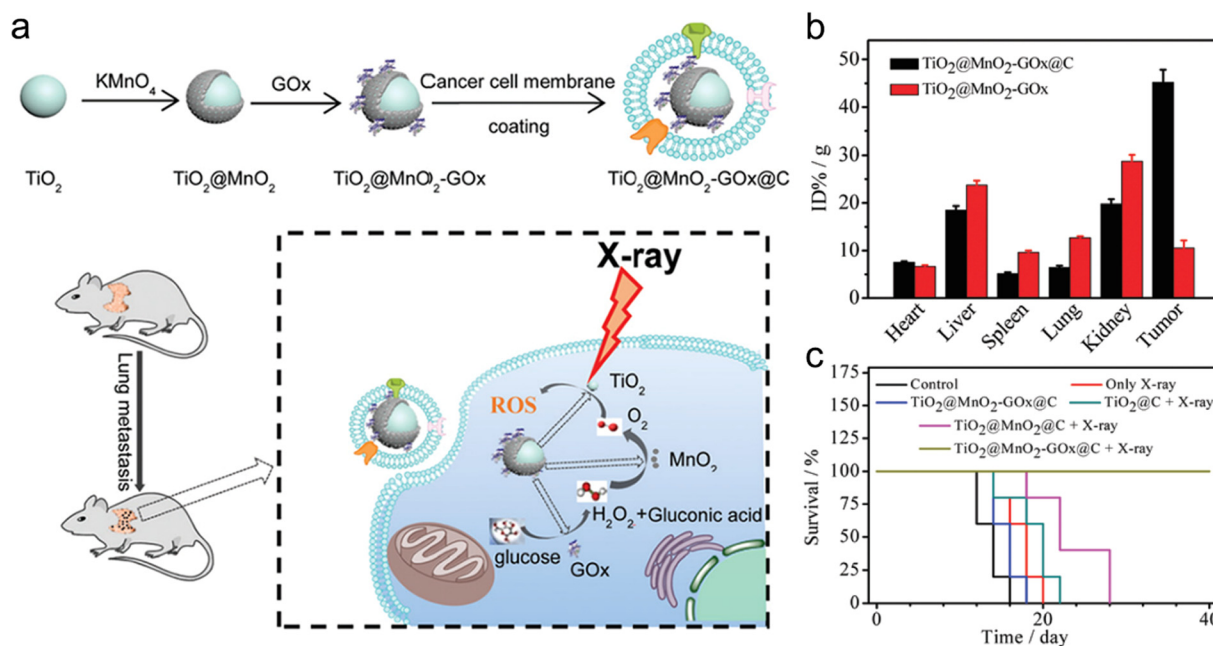 a
KMnO₄
GOx
Cancer cell membrane
coating
TiO₂
TiO₂@MnO₂
TiO₂@MnO)₂-GOx
TiO₂@MnO₂-GOx@C
Lung metastasis
X-ray
TiO₂
ROS
O₂
MnO₂
H₂O₂+Gluconic acid
glucose
GOx
b
TiO₂@MnO₂-GOx@C
TiO₂@MnO₂-GOx
ID% / g
50
40
30
20
10
0
Heart
Liver
Spleen
Lung
Kidney
Tumor
c
Control
Only X-ray
TiO₂@MnO₂-GOx@C
TiO₂@C + X-ray
TiO₂@MnO₂@C + X-ray
TiO₂@MnO₂-GOx@C + X-ray
Survival / %
175
150
125
100
75
50
25
0
0
20
40
Time / day